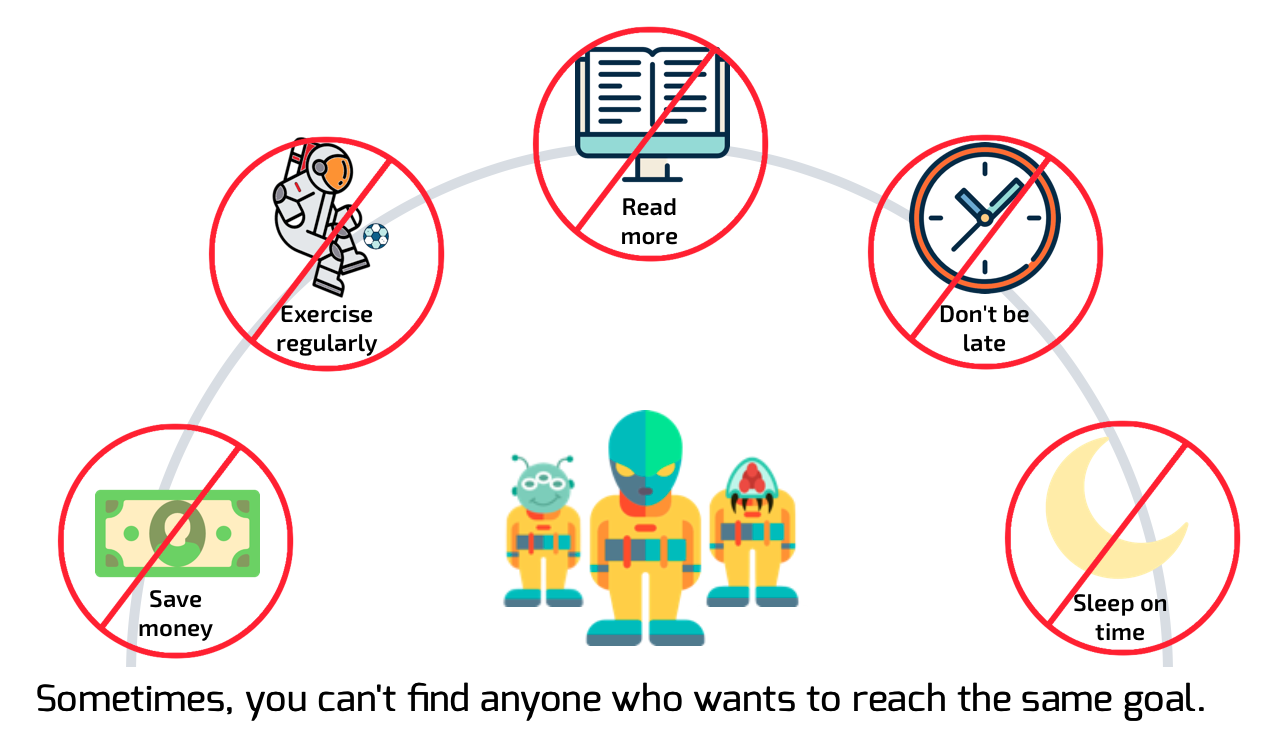 Read
more
Exercise
regularly
Don't be
late
Save
money
Sleep on
time
Sometimes, you can't find anyone who wants to reach the same goal.